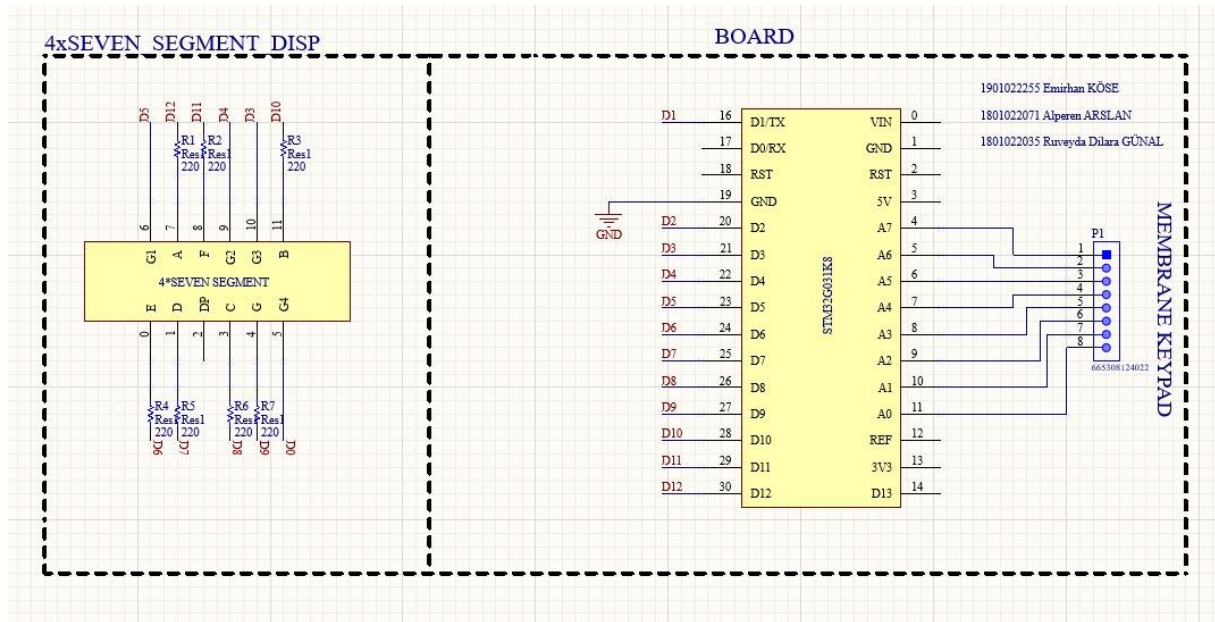 4xSEVEN SEGMENT DISP
D5 D12 D11 D4 D3 D10
R1 R2 R3
Res1 Res1 Res1
220 220 220
6 7 8 9 10 11
G1 A F G2 G3 B
4*SEVEN SEGMENT
E D DP C G G4
0 1 2 3 4 5
R4 R5 R6 R7
Res1 Res1 Res1 Res1
220 220 220 220
D6 D7 D8 D9 D0
BOARD
1901022255 Emirhan KÖSE
1801022071 Alperen ARSLAN
1801022035 Ruveyda Dilara GÜNAL
D1 16 D1/TX VIN 0
17 D0/RX GND 1
18 RST RST 2
19 GND 5V 3
GND
D2 20 D2 A7 4
D3 21 D3 A6 5
D4 22 D4 A5 6
D5 23 D5 A4 7
D6 24 D6 A3 8
D7 25 D7 A2 9
D8 26 D8 A1 10
D9 27 D9 A0 11
D10 28 D10 REF 12
D11 29 D11 3V3 13
D12 30 D12 D13 14
STM32G031K8
P1
1
2
3
4
5
6
7
8
665308124022
MEMBRANE KEYPAD